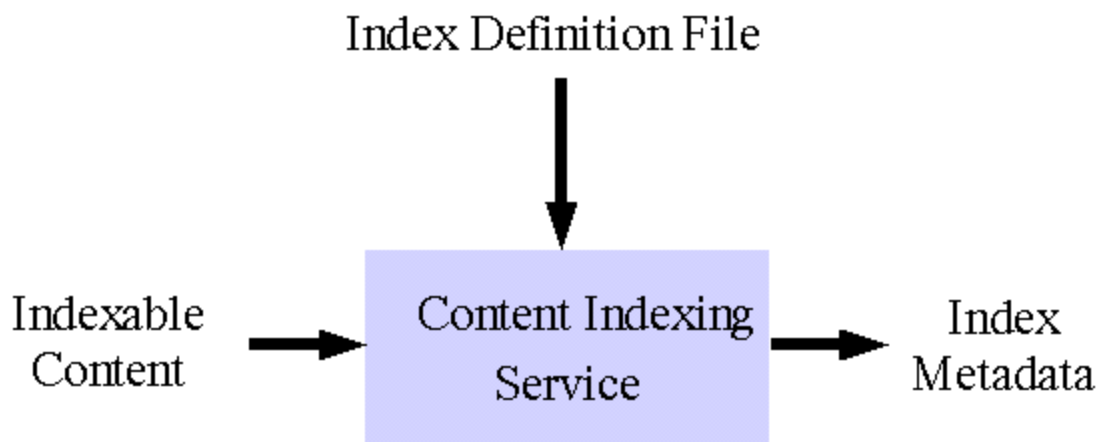 Index Definition File
Indexable
Content
Content Indexing
Service
Index
Metadata